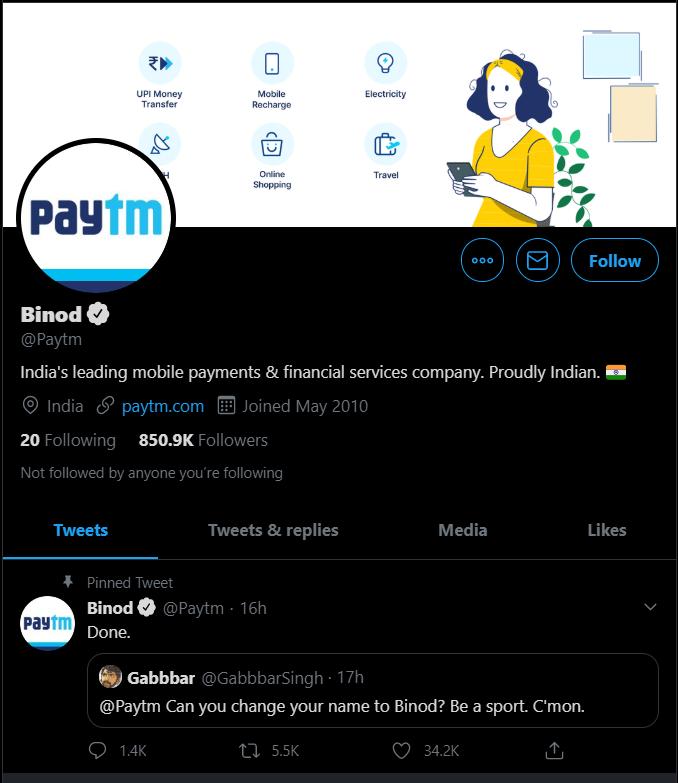 UPI Money
Transfer
Mobile
Recharge
Electricity
H
Online
Shopping
Travel
paytm
Follow
Binod
@Paytm
India's leading mobile payments & financial services company. Proudly Indian. 🇮🇳
India paytm.com Joined May 2010
20 Following 850.9K Followers
Not followed by anyone you're following
Tweets Tweets & replies Media Likes
Pinned Tweet
paytm
Binod @Paytm · 16h
Done.
Gabbbar @GabbbarSingh · 17h
@Paytm Can you change your name to Binod? Be a sport. C'mon.
1.4K 5.5K 34.2K